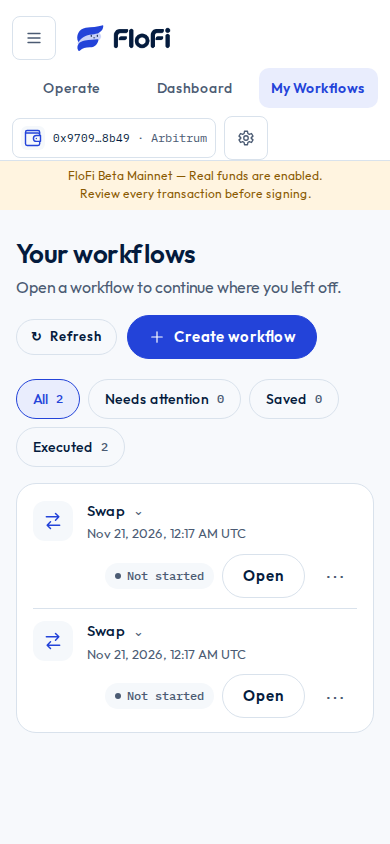 FloFi
Operate
Dashboard
My Workflows
0x9709…8b49 · Arbitrum
FloFi Beta Mainnet — Real funds are enabled.
Review every transaction before signing.
Your workflows
Open a workflow to continue where you left off.
↻ Refresh
+ Create workflow
All 2
Needs attention 0
Saved 0
Executed 2
Swap
Nov 21, 2026, 12:17 AM UTC
Not started
Open
...
Swap
Nov 21, 2026, 12:17 AM UTC
Not started
Open
...